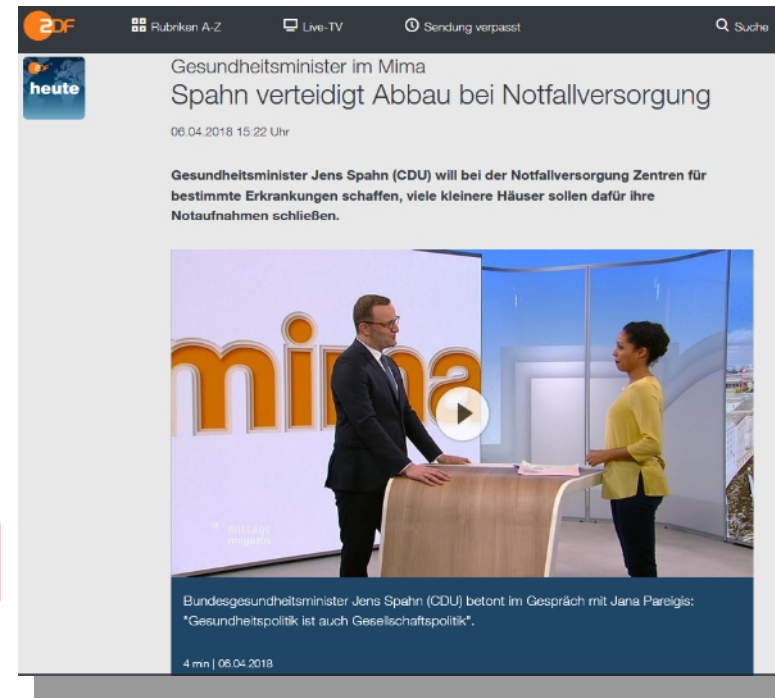 ZDF
Rubriken A-Z
Live-TV
Sendung verpasst
Suche
heute
Gesundheitsminister im Mima
Spahn verteidigt Abbau bei Notfallversorgung
06.04.2018 15:22 Uhr
Gesundheitsminister Jens Spahn (CDU) will bei der Notfallversorgung Zentren für
bestimmte Erkrankungen schaffen, viele kleinere Häuser sollen dafür ihre
Notaufnahmen schließen.
mima
mittags
magazin
Bundesgesundheitsminister Jens Spahn (CDU) betont im Gespräch mit Jana Pareigis:
"Gesundheitspolitik ist auch Gesellschaftspolitik".
4 min | 06.04.2018